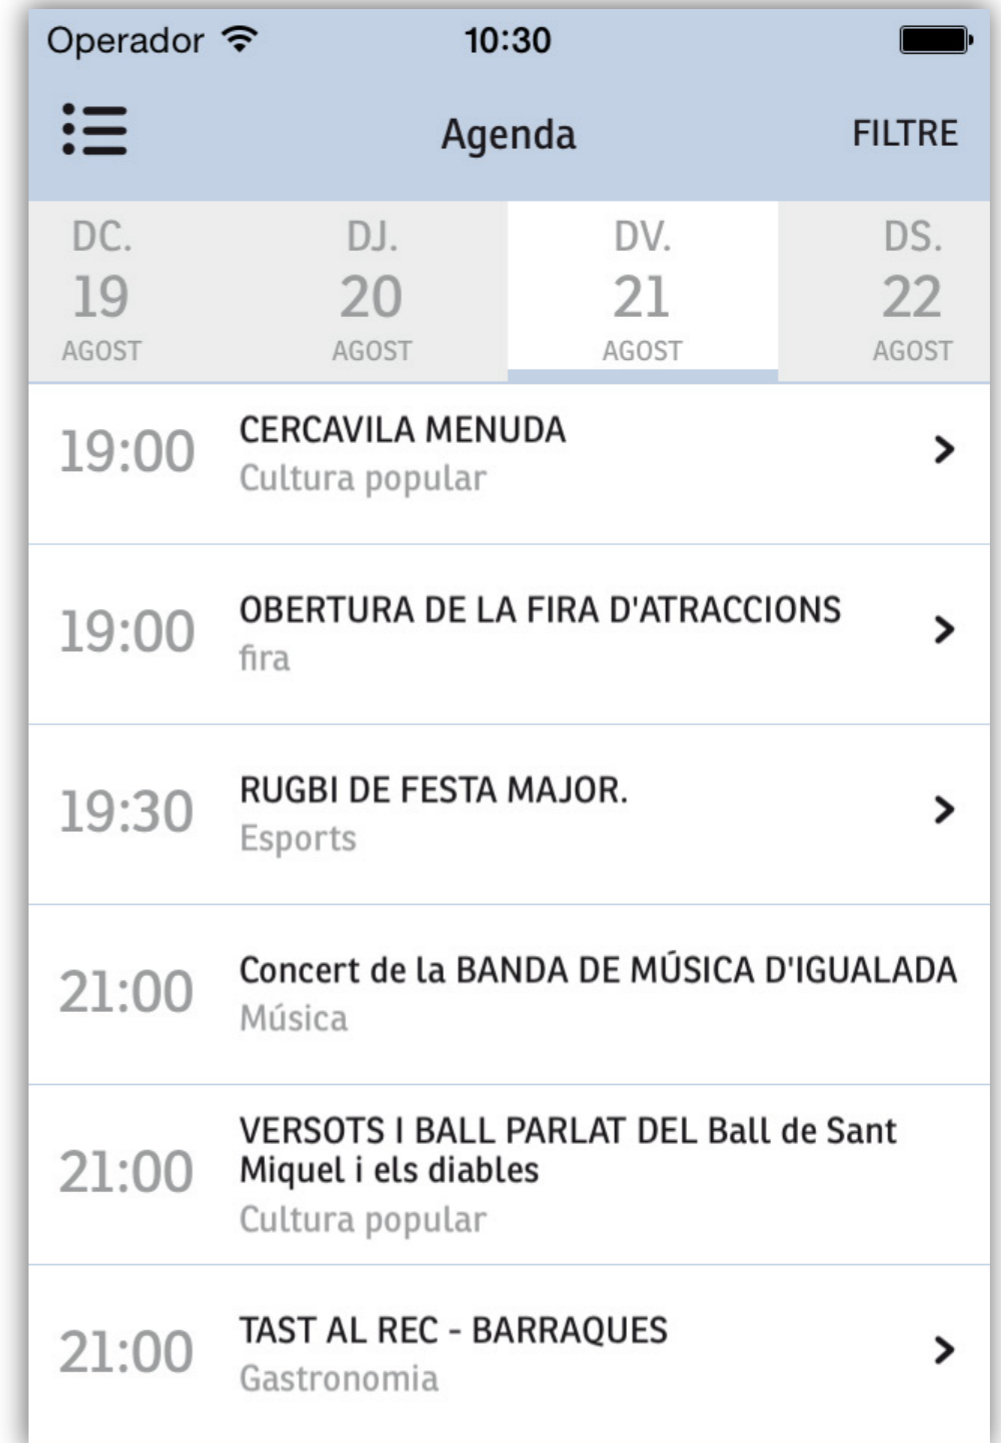 Operador 10:30
Agenda FILTRE
DC. DJ. DV. DS.
19 20 21 22
AGOST AGOST AGOST AGOST
19:00 CERCAVILA MENUDA
Cultura popular
19:00 OBERTURA DE LA FIRA D'ATRACCIONS
fira
19:30 RUGBI DE FESTA MAJOR.
Esports
21:00 Concert de la BANDA DE MÚSICA D'IGUALADA
Música
21:00 VERSOTS I BALL PARLAT DEL Ball de Sant
Miquel i els diables
Cultura popular
21:00 TAST AL REC - BARRAQUES
Gastronomia